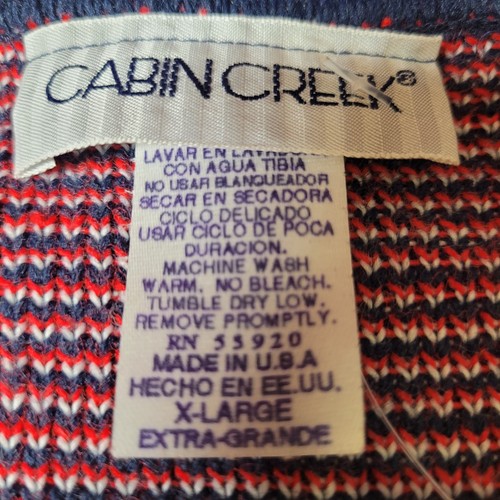 CABIN CREEK®
LAVAR EN LAVADORA
CON AGUA TIBIA
NO USAR BLANQUEADOR
SECAR EN SECADORA
CICLO DELICADO
USAR CICLO DE POCA
DURACION.
MACHINE WASH
WARM. NO BLEACH.
TUMBLE DRY LOW.
REMOVE PROMPTLY.
RN 53920
MADE IN U.S.A
HECHO EN EE.UU.
X-LARGE
EXTRA-GRANDE